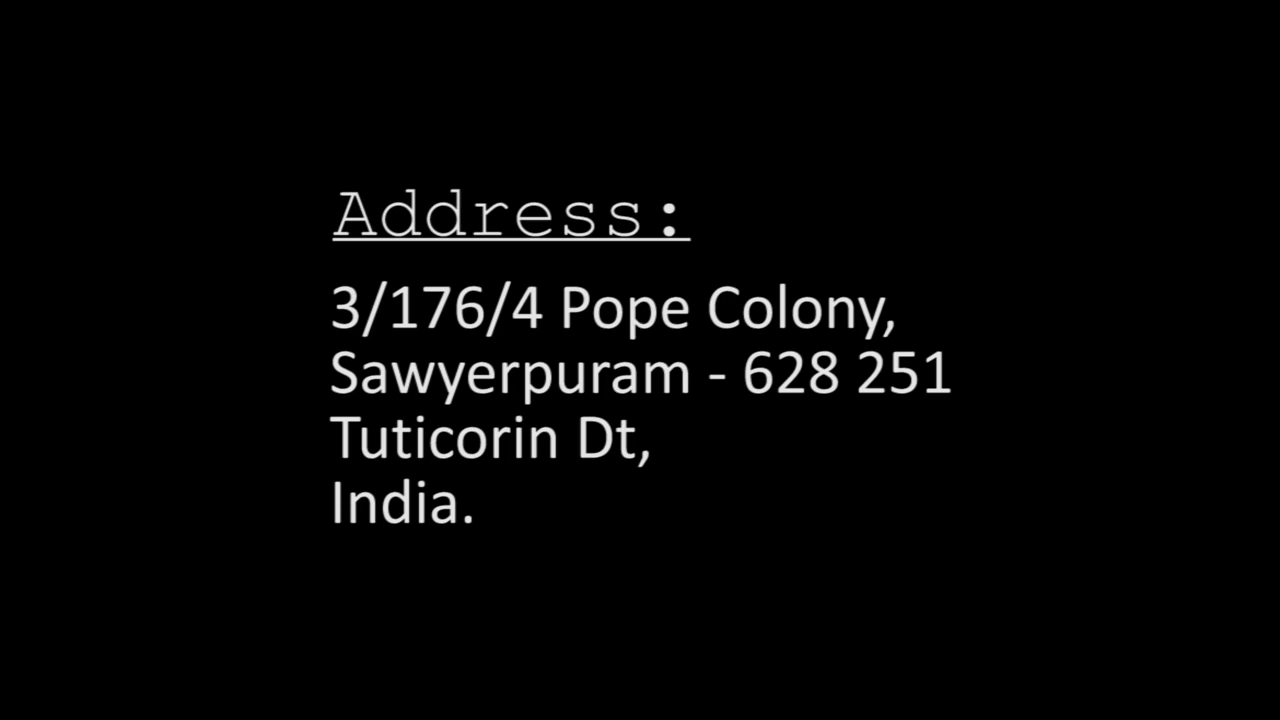 Address:
3/176/4 Pope Colony,
Sawyerpuram - 628 251
Tuticorin Dt,
India.